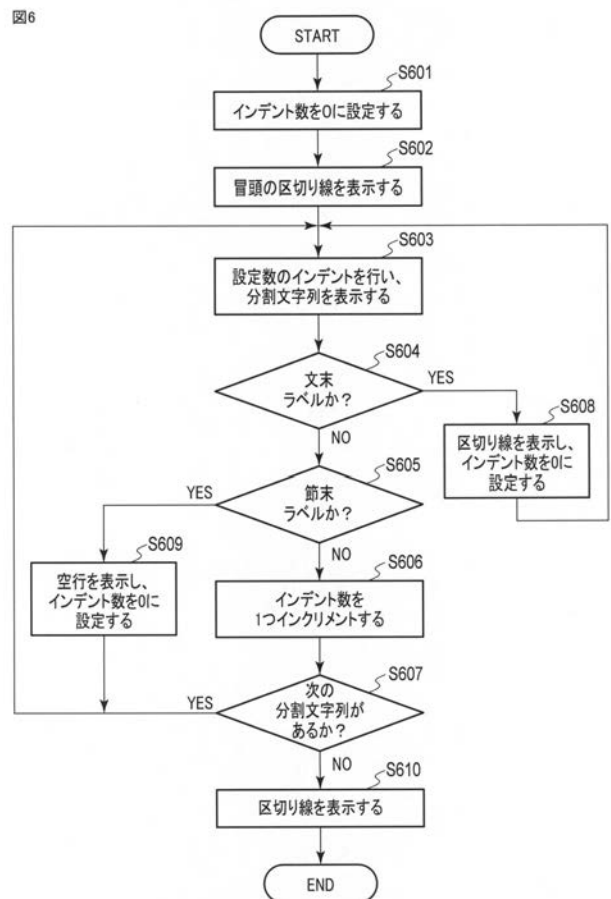 図6
START
S601
インデント数を0に設定する
S602
冒頭の区切り線を表示する
S603
設定数のインデントを行い、
分割文字列を表示する
S604
文末
ラベルか？
YES
NO
S608
区切り線を表示し、
インデント数を0に
設定する
S605
節末
ラベルか？
YES
NO
S609
空行を表示し、
インデント数を0に
設定する
S606
インデント数を
1つインクリメントする
S607
次の
分割文字列が
あるか？
YES
NO
S610
区切り線を表示する
END